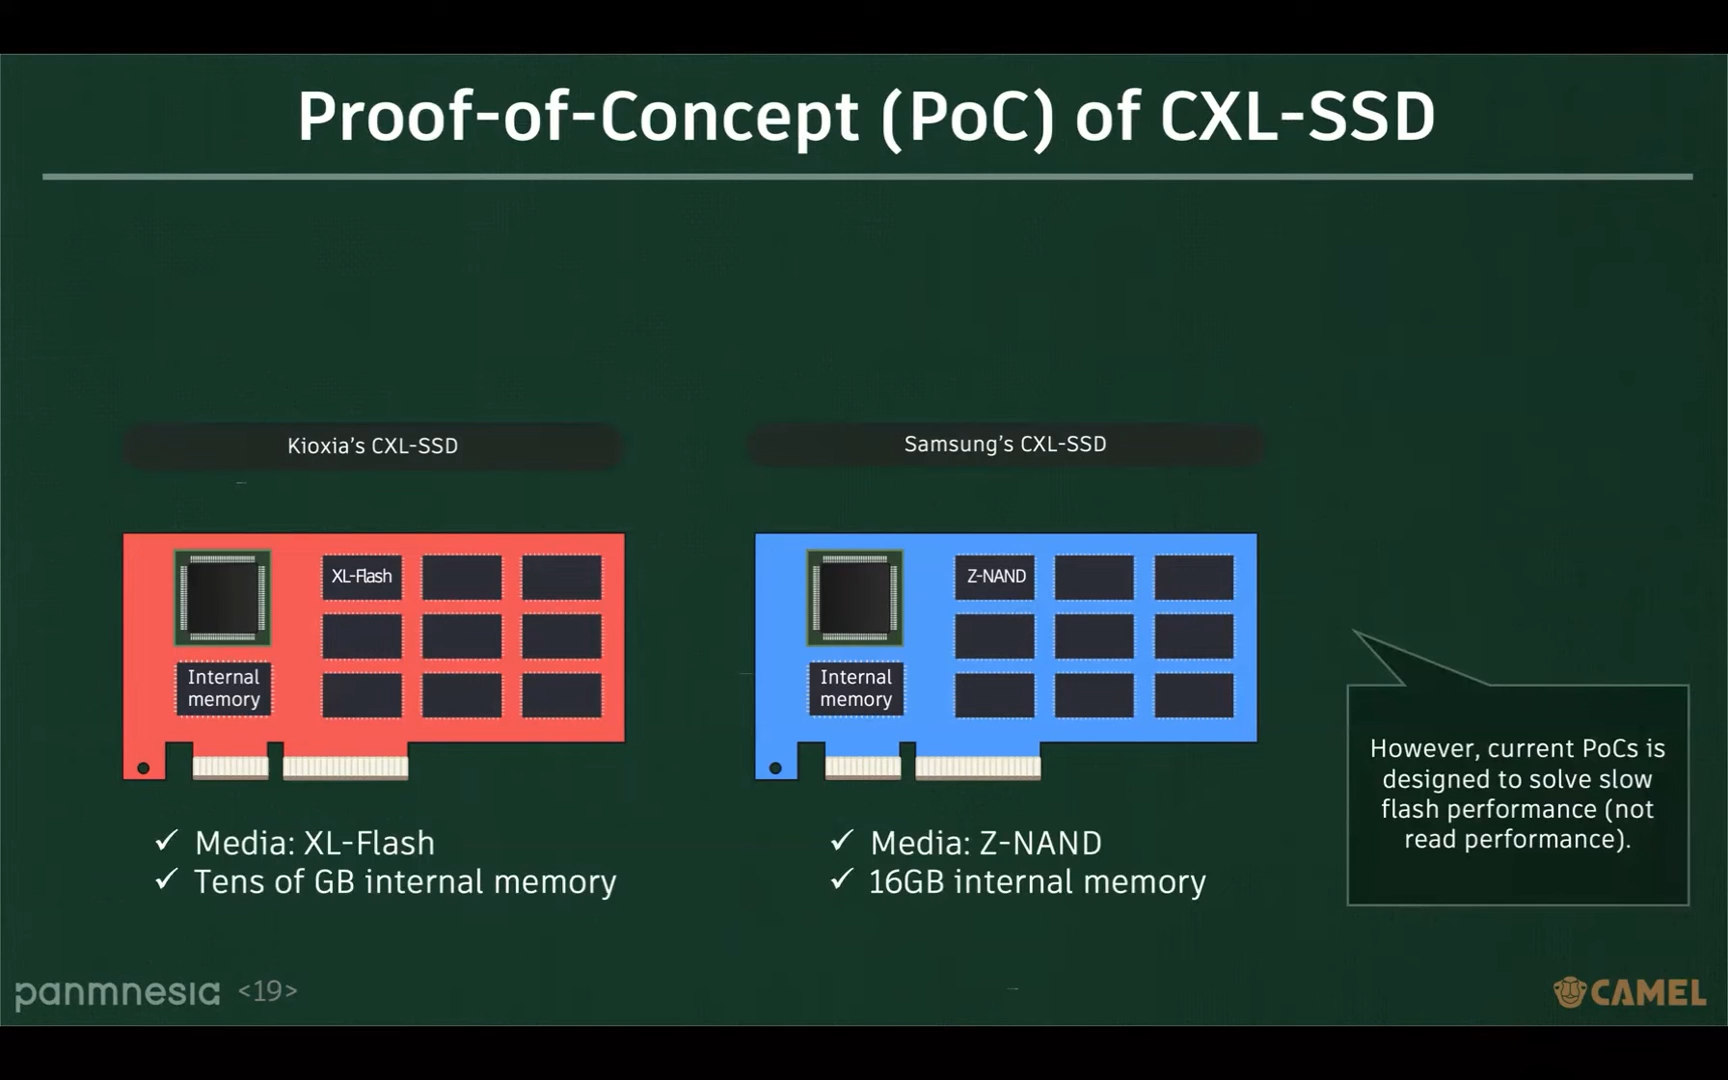 Proof-of-Concept (PoC) of CXL-SSD
Kioxia's CXL-SSD
Samsung's CXL-SSD
XL-Flash
Internal
memory
Z-NAND
Internal
memory
✓ Media: XL-Flash
✓ Tens of GB internal memory
✓ Media: Z-NAND
✓ 16GB internal memory
However, current PoCs is
designed to solve slow
flash performance (not
read performance).
panmnesia <19>
CAMEL